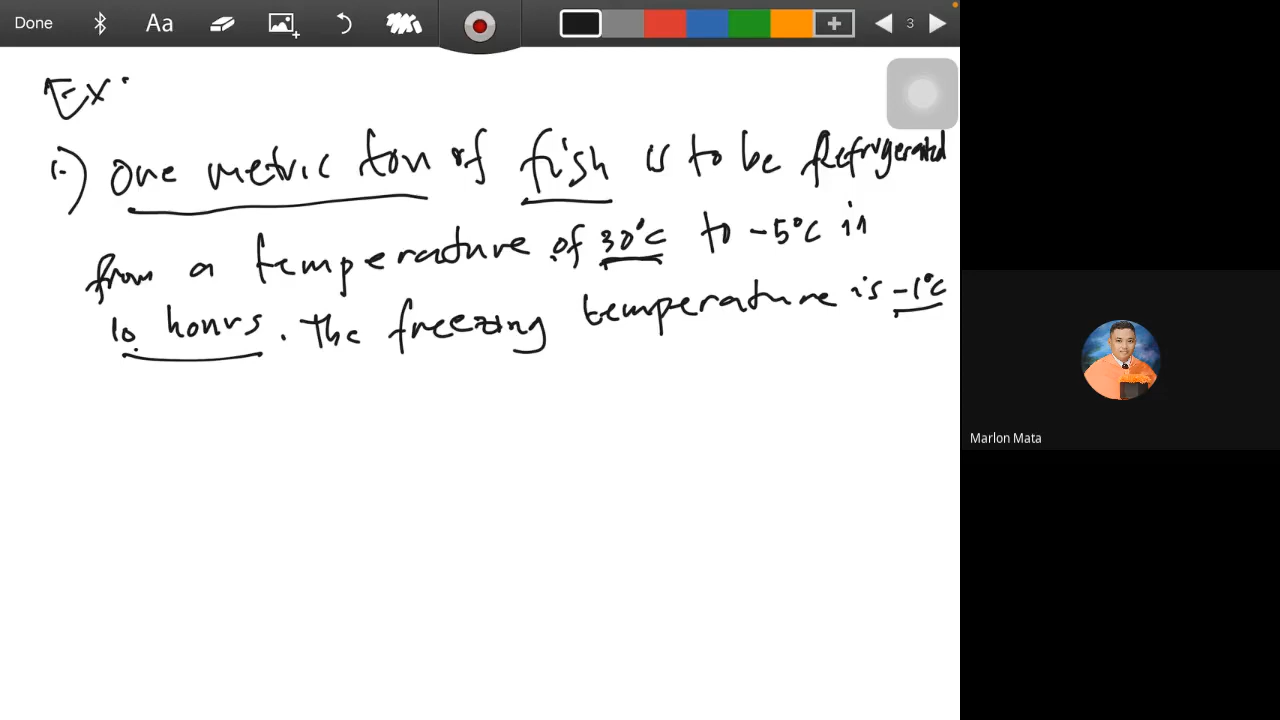 Done Aa 3
Ex:
1.) One metric ton of fish is to be Refrigerated
from a temperature of 30°C to -5°C in
10 hours. The freezing temperature is -1°C
Marlon Mata